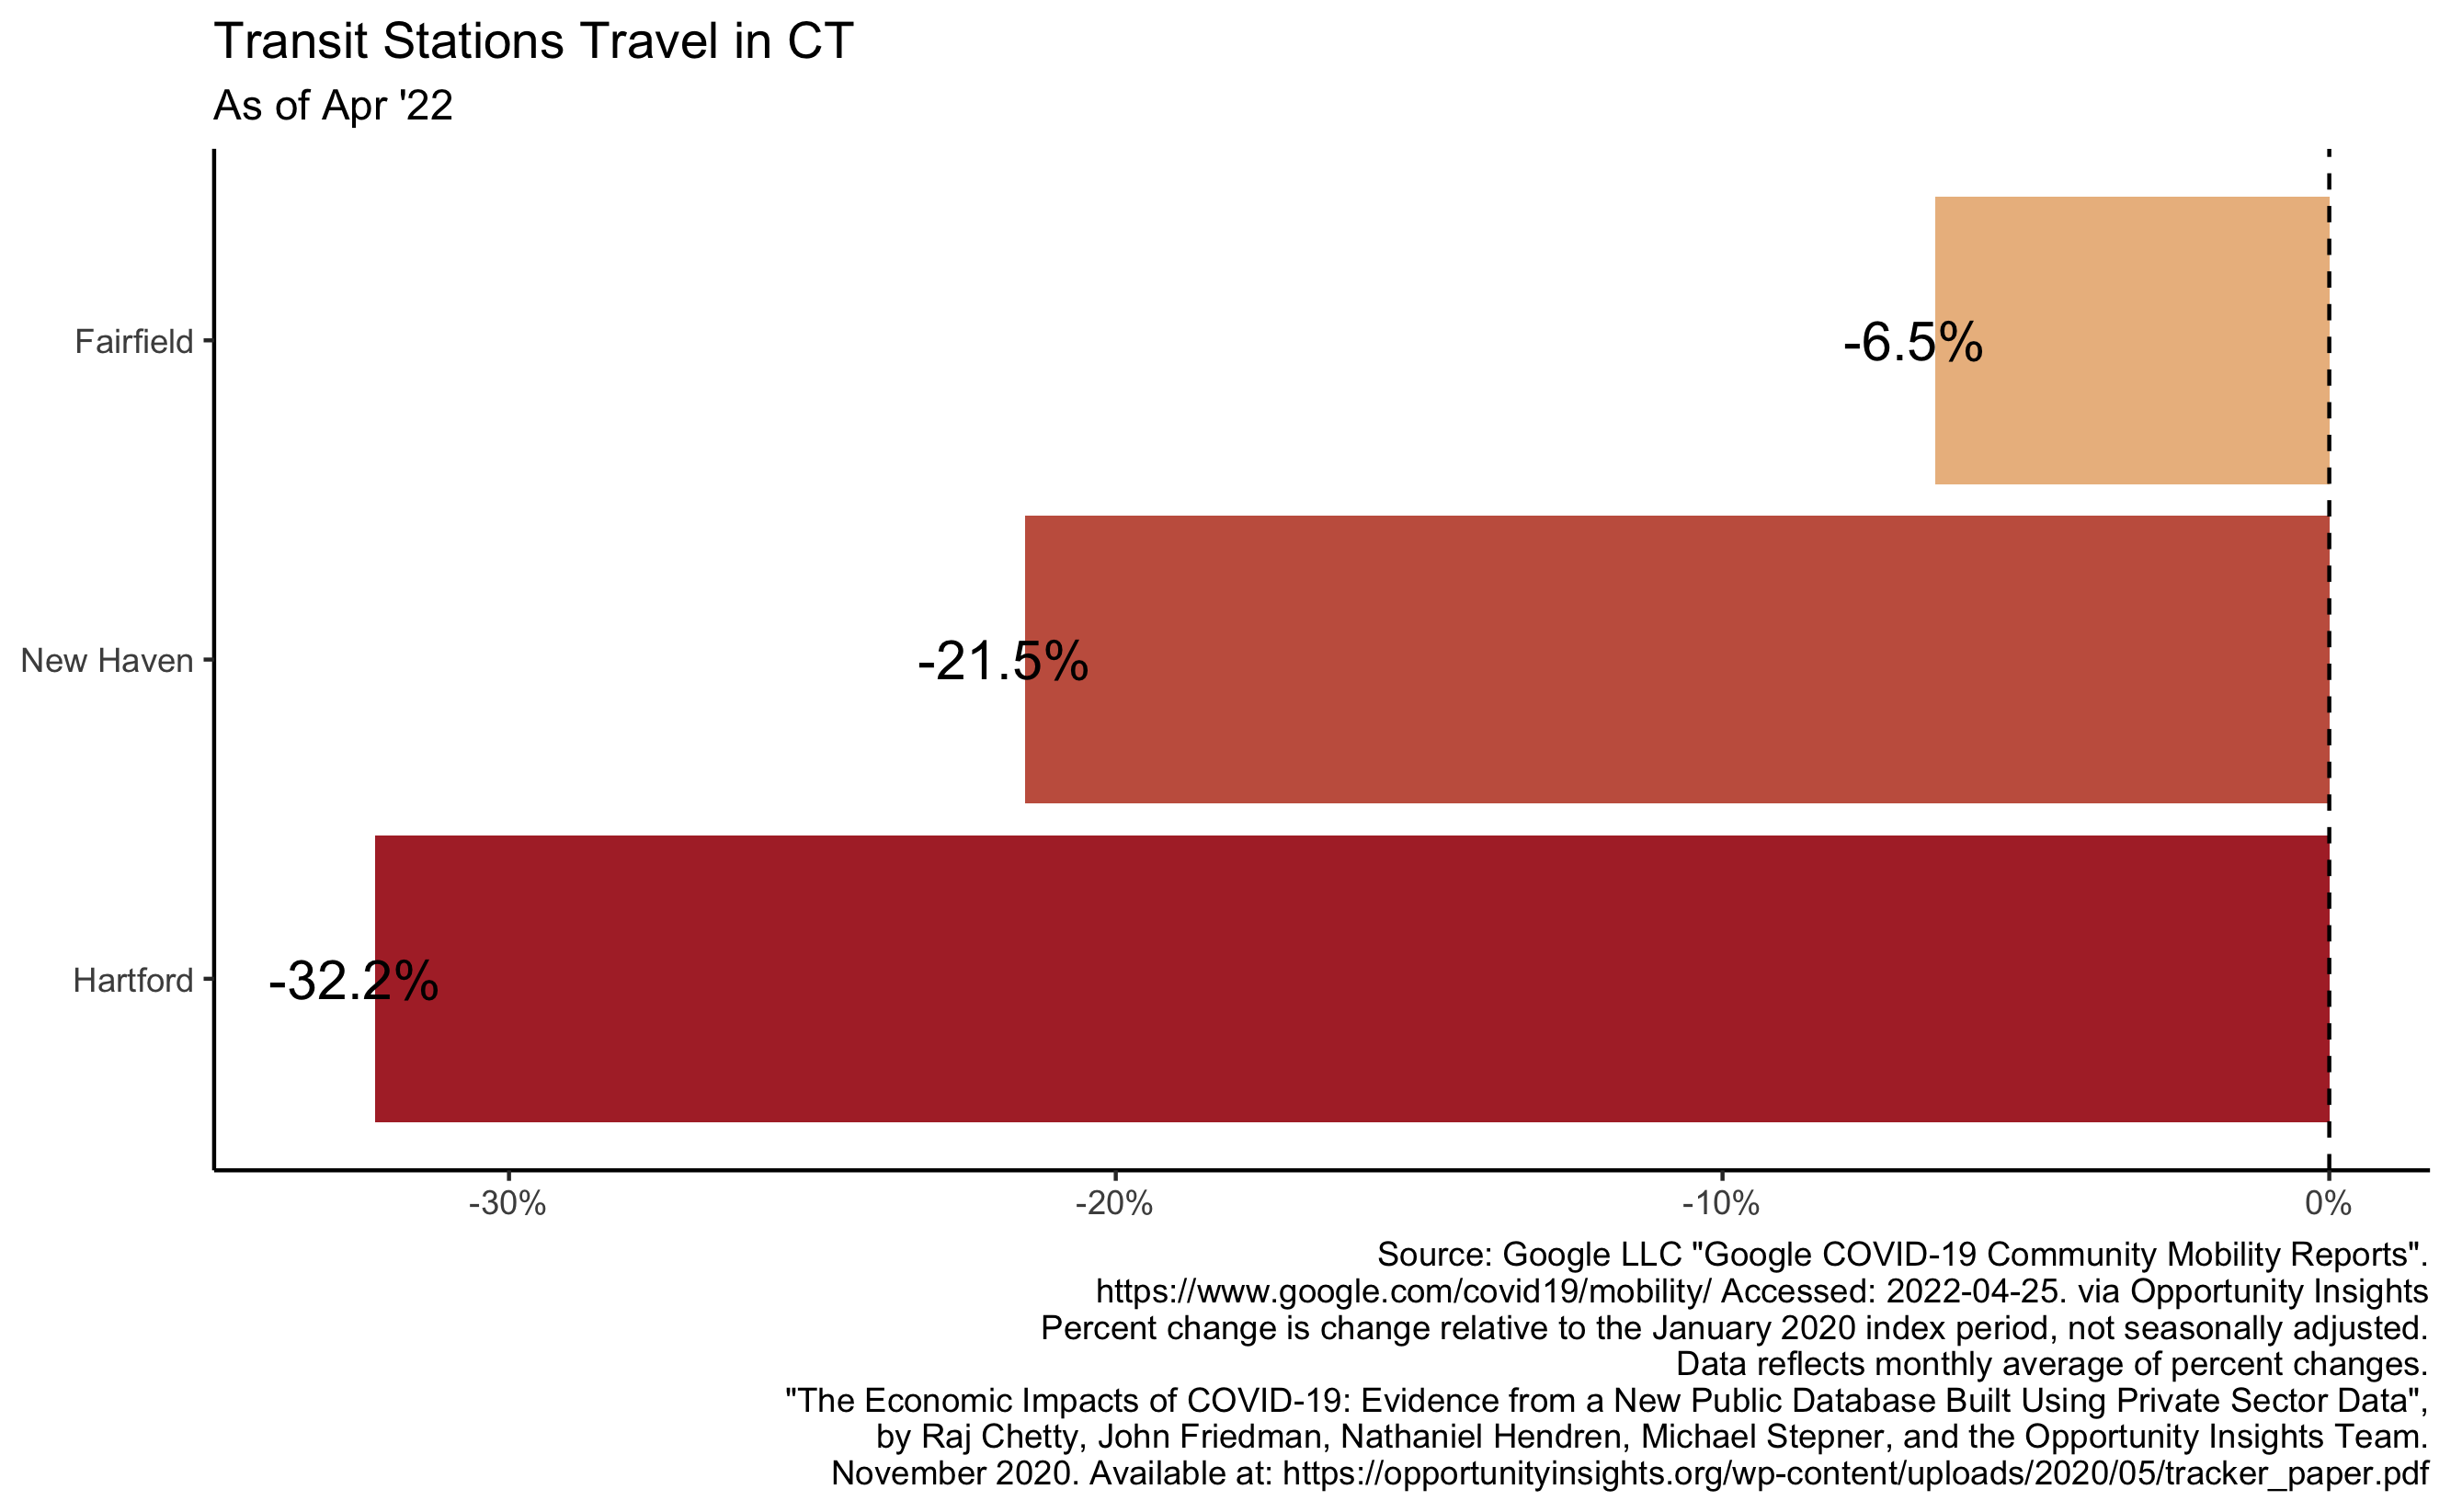 Transit Stations Travel in CT
As of Apr '22
Fairfield
-6.5%
New Haven
-21.5%
Hartford
-32.2%
-30%
-20%
-10%
0%
Source: Google LLC "Google COVID-19 Community Mobility Reports".
https://www.google.com/covid19/mobility/ Accessed: 2022-04-25. via Opportunity Insights
Percent change is change relative to the January 2020 index period, not seasonally adjusted.
Data reflects monthly average of percent changes.
"The Economic Impacts of COVID-19: Evidence from a New Public Database Built Using Private Sector Data",
by Raj Chetty, John Friedman, Nathaniel Hendren, Michael Stepner, and the Opportunity Insights Team.
November 2020. Available at: https://opportunityinsights.org/wp-content/uploads/2020/05/tracker_paper.pdf